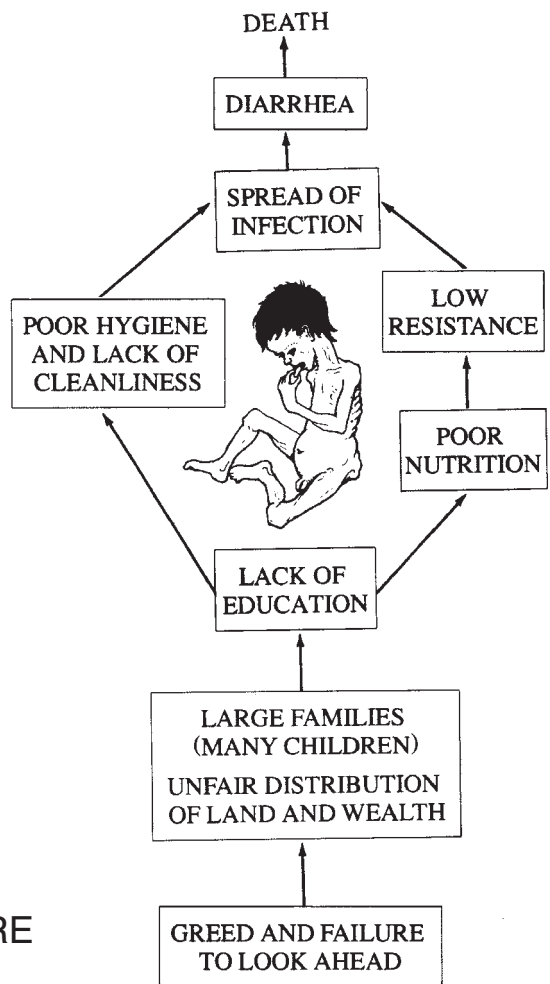 DEATH
DIARRHEA
SPREAD OF
INFECTION
POOR HYGIENE
AND LACK OF
CLEANLINESS
LOW
RESISTANCE
POOR
NUTRITION
LACK OF
EDUCATION
LARGE FAMILIES
(MANY CHILDREN)
UNFAIR DISTRIBUTION
OF LAND AND WEALTH
RE
GREED AND FAILURE
TO LOOK AHEAD